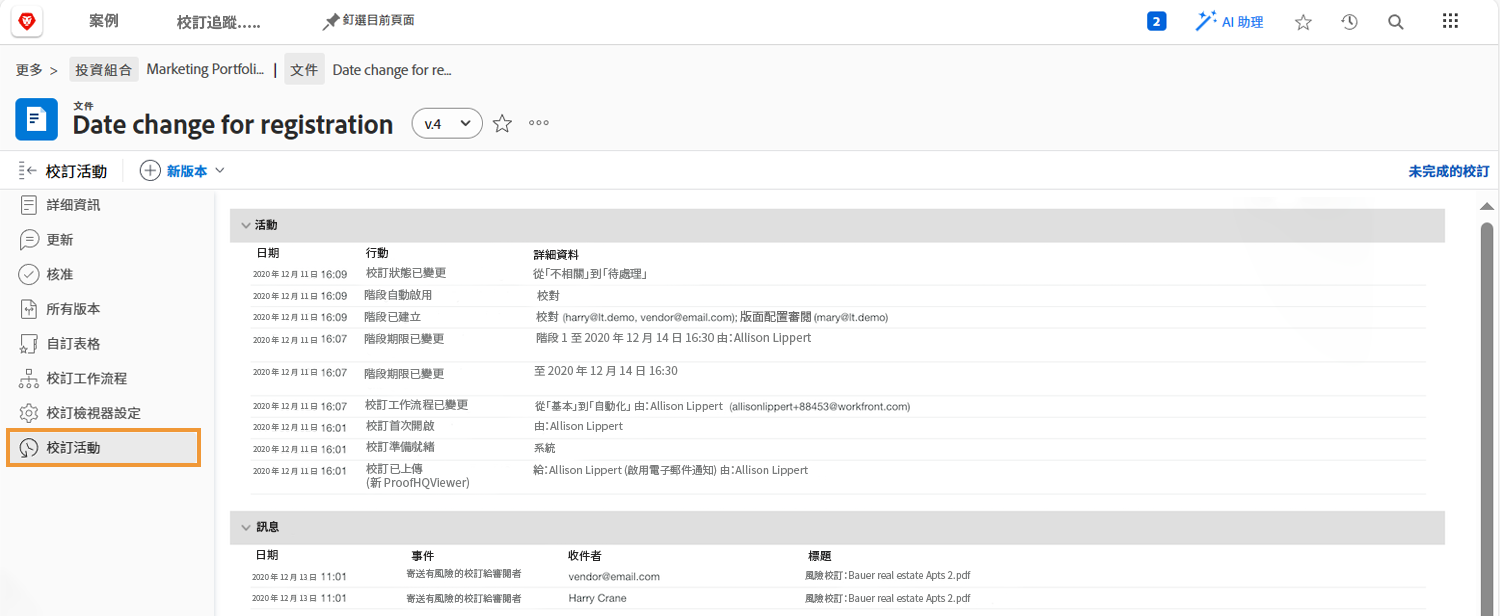 案例 校訂追蹤..... 釘選目前頁面 2 AI 助理
更多 > 投資組合 Marketing Portfoli... | 文件 Date change for re...
文件
Date change for registration v.4
校訂活動 新版本 未完成的校訂
詳細資訊
更新
核准
所有版本
自訂表格
校訂工作流程
校訂檢視器設定
校訂活動
活動
日期 行動 詳細資料
2020 年 12 月 11 日 16:09 校訂狀態已變更 從「不相關」到「待處理」
2020 年 12 月 11 日 16:09 階段自動啟用 校對
2020 年 12 月 11 日 16:09 階段已建立 校對 (harry@lt.demo, vendor@email.com); 版面配置審閱 (mary@lt.demo)
2020 年 12 月 11 日 16:07 階段期限已變更 階段 1 至 2020 年 12 月 14 日 16:30 由：Allison Lippert
2020 年 12 月 11 日 16:07 階段期限已變更 至 2020 年 12 月 14 日 16:30
2020 年 12 月 11 日 16:07 校訂工作流程已變更 從「基本」到「自動化」 由：Allison Lippert (allisonlippert+88453@workfront.com)
2020 年 12 月 11 日 16:01 校訂首次開啟 由：Allison Lippert
2020 年 12 月 11 日 16:01 校訂準備就緒 系統
2020 年 12 月 11 日 16:01 校訂已上傳 給：Allison Lippert (啟用電子郵件通知) 由：Allison Lippert
(新 ProofHQViewer)
訊息
日期 事件 收件者 標題
2020 年 12 月 13 日 11:01 寄送有風險的校訂給審閱者 vendor@email.com 風險校訂：Bauer real estate Apts 2.pdf
2020 年 12 月 13 日 11:01 寄送有風險的校訂給審閱者 Harry Crane 風險校訂：Bauer real estate Apts 2.pdf